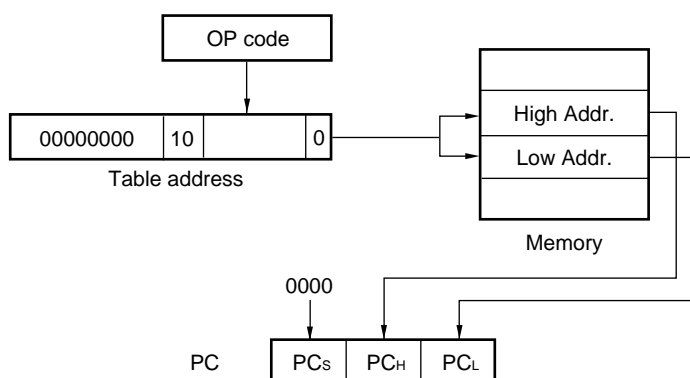 OP code
00000000 10 0
Table address
High Addr.
Low Addr.
Memory
0000
PC PCS PCH PCL